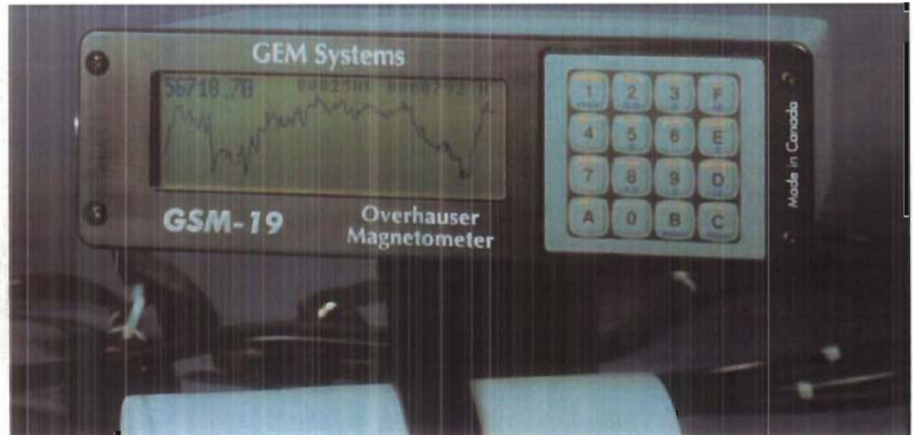 GEM Systems
56718.70
GSM-19
Overhauser
Magnetometer
1 2 3 F
4 5 6 E
7 8 9 D
A 0 B C
Made in Canada